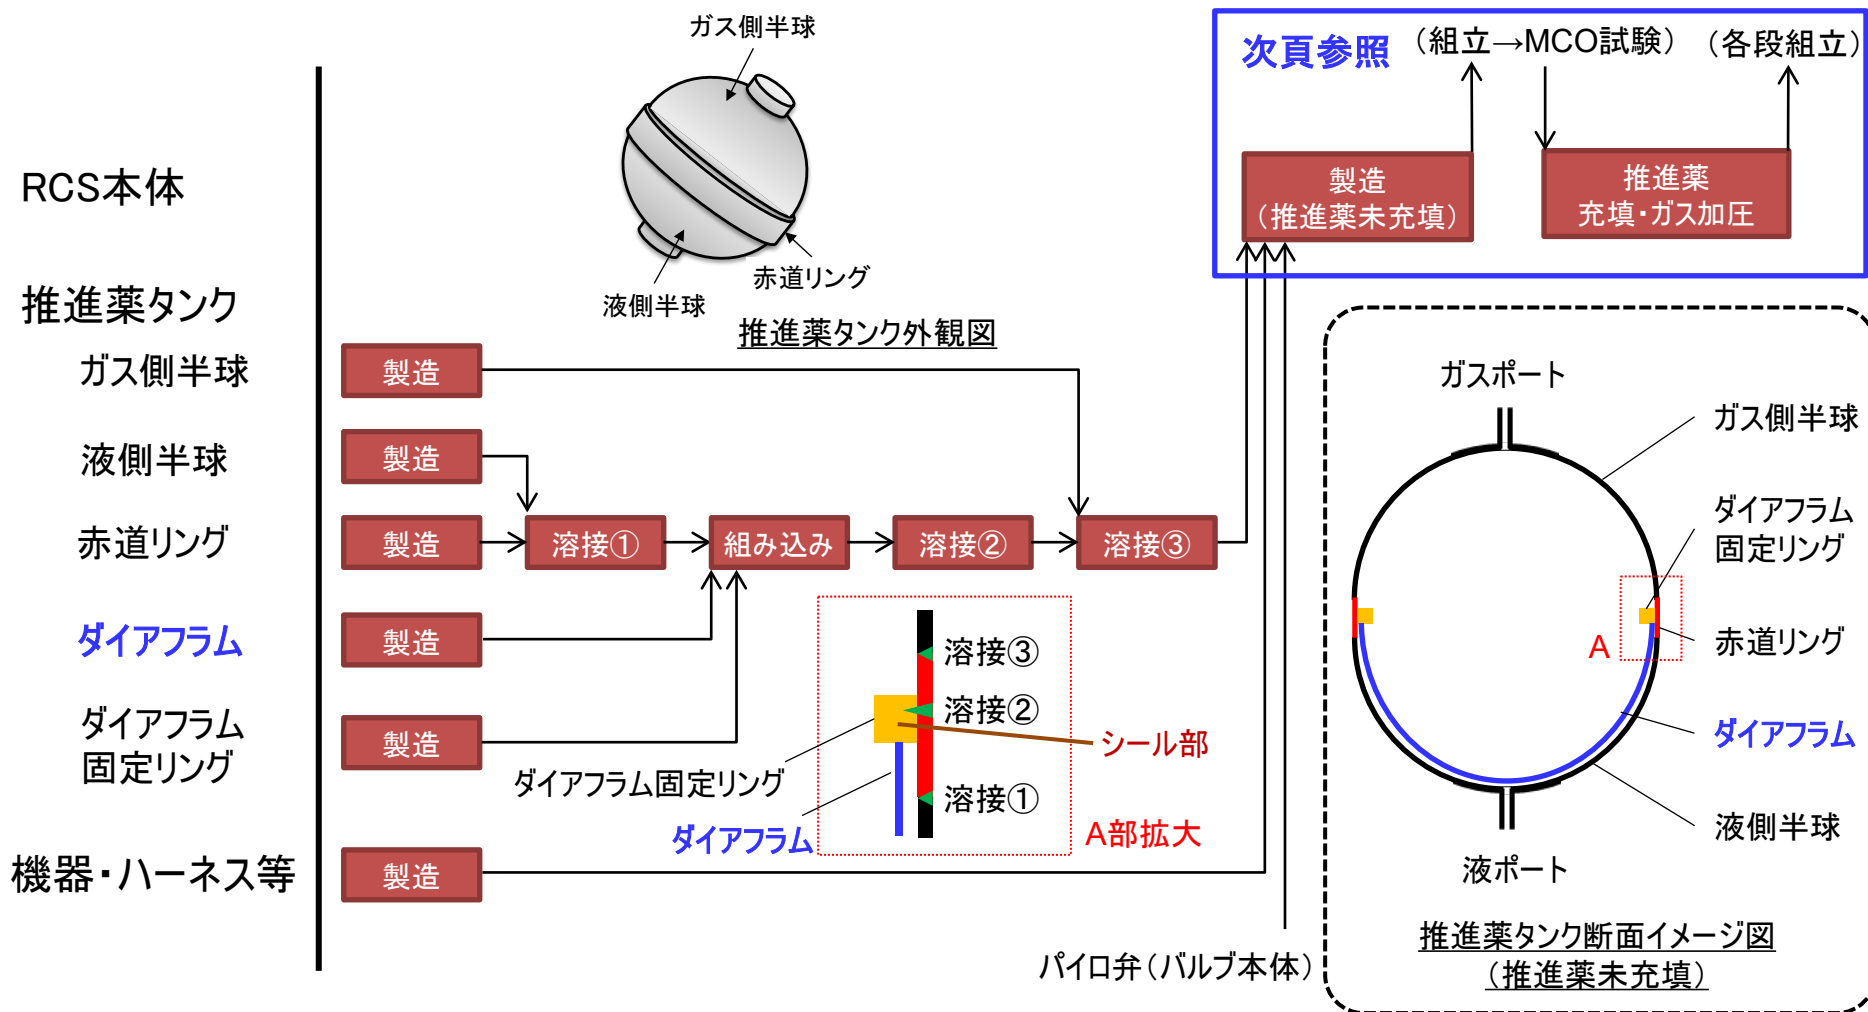 ガス側半球
次頁参照
（組立→MCO試験）
（各段組立）
RCS本体
製造
（推進薬未充填）
推進薬
充填・ガス加圧
赤道リング
液側半球
推進薬タンク外観図
推進薬タンク
ガス側半球
製造
液側半球
製造
赤道リング
製造
溶接①
組み込み
溶接②
溶接③
ダイアフラム
製造
ダイアフラム
固定リング
製造
溶接③
溶接②
シール部
ダイアフラム固定リング
溶接①
ダイアフラム
A部拡大
機器・ハーネス等
製造
パイロ弁（バルブ本体）
ガスポート
ガス側半球
ダイアフラム
固定リング
A
赤道リング
ダイアフラム
液側半球
液ポート
推進薬タンク断面イメージ図
（推進薬未充填）